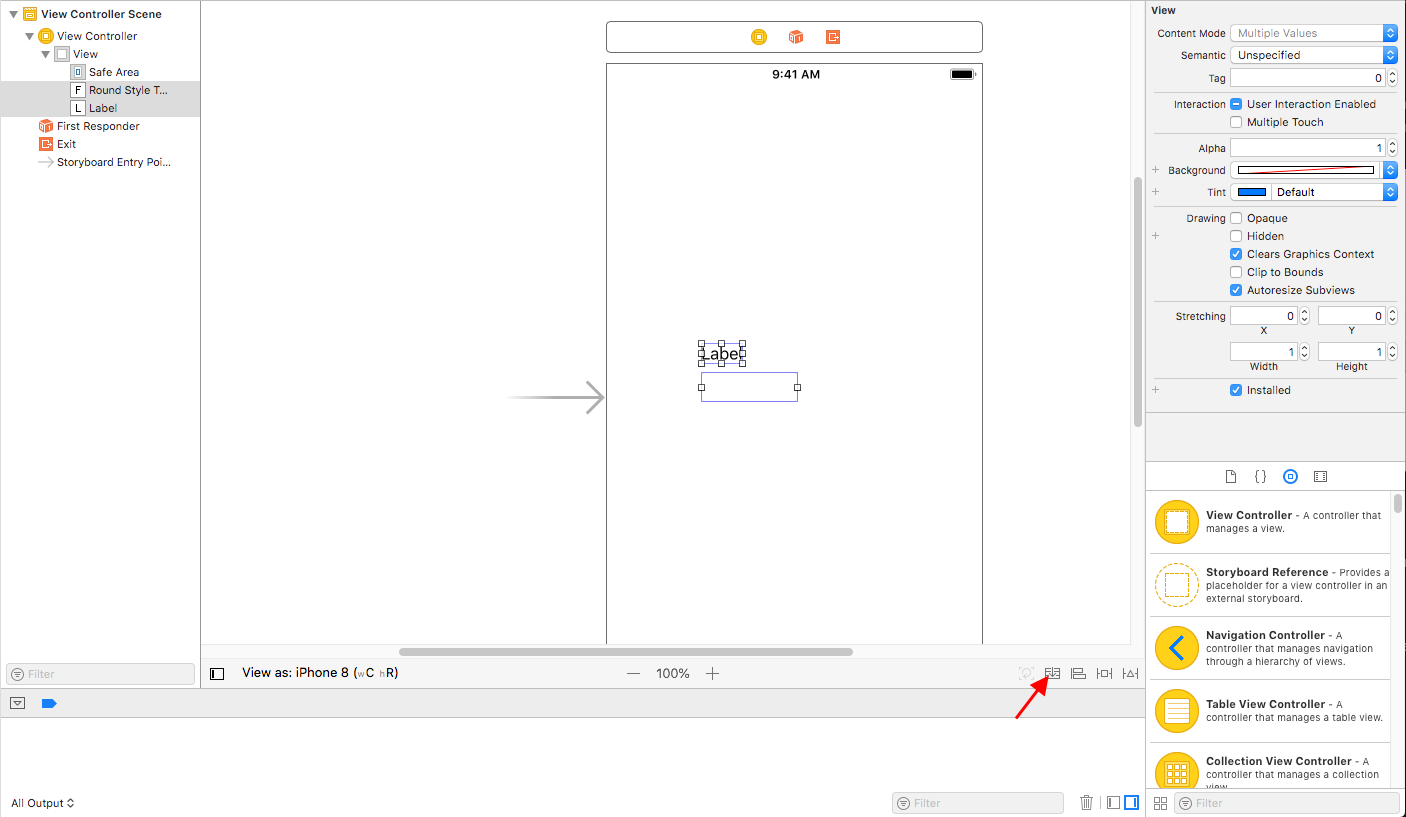 View Controller Scene
View Controller
View
Safe Area
F Round Style T...
L Label
First Responder
Exit
Storyboard Entry Poi...
Filter
9:41 AM
Label
View as: iPhone 8 (wC hR)
— 100% +
All Output
Filter
View
Content Mode Multiple Values
Semantic Unspecified
Tag 0
Interaction User Interaction Enabled
Multiple Touch
Alpha 1
+ Background
+ Tint Default
Drawing Opaque
+ Hidden
Clears Graphics Context
Clip to Bounds
Autoresize Subviews
Stretching 0 0
X Y
1 1
Width Height
+ Installed
{}
View Controller - A controller that
manages a view.
Storyboard Reference - Provides a
placeholder for a view controller in an
external storyboard.
Navigation Controller - A
controller that manages navigation
through a hierarchy of views.
Table View Controller - A
controller that manages a table view.
Collection View Controller - A
controller that manages a collection
view.
Filter